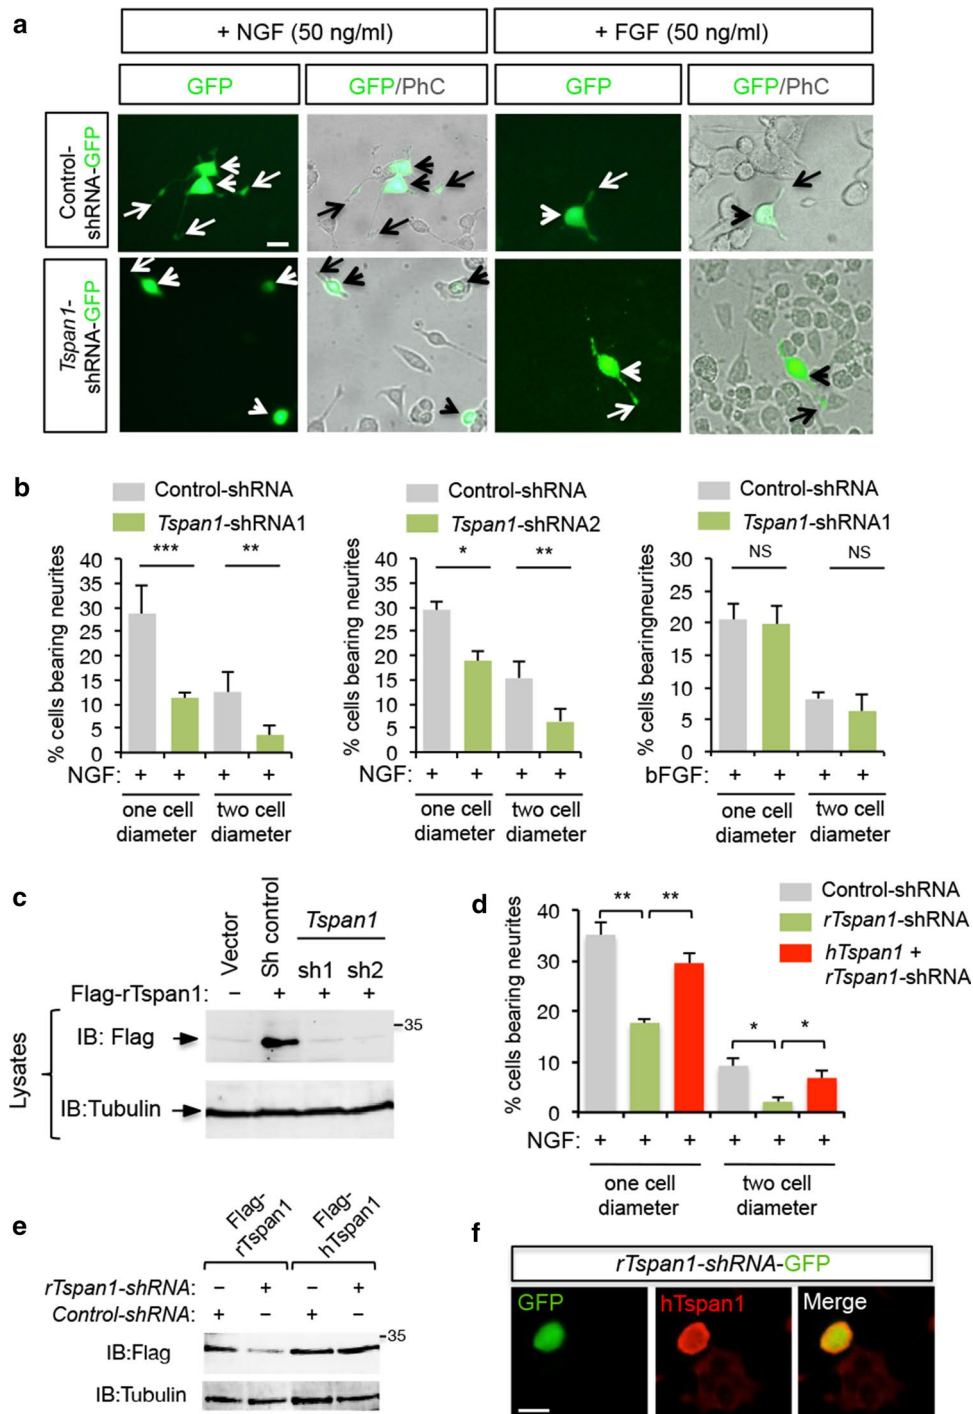 a
+ NGF (50 ng/ml)
+ FGF (50 ng/ml)
GFP
GFP/PhC
GFP
GFP/PhC
Control-
shRNA-GFP
Tspan1-
shRNA-GFP
b
Control-shRNA
Tspan1-shRNA1
% cells bearing neurites
40
35
30
25
20
15
10
5
0
***
**
NGF: + + + +
one cell
diameter
two cell
diameter
Control-shRNA
Tspan1-shRNA2
% cells bearing neurites
40
35
30
25
20
15
10
5
0
*
**
NGF: + + + +
one cell
diameter
two cell
diameter
Control-shRNA
Tspan1-shRNA1
% cells bearingneurites
30
25
20
15
10
5
0
NS
NS
bFGF: + + + +
one cell
diameter
two cell
diameter
c
Vector
Sh control
Tspan1
sh1
sh2
Flag-rTspan1: – + + +
Lysates
IB: Flag
-35
IB:Tubulin
d
Control-shRNA
rTspan1-shRNA
hTspan1 +
rTspan1-shRNA
% cells bearing neurites
40
30
20
10
0
** **
* *
NGF: + + + + + +
one cell
diameter
two cell
diameter
e
Flag-
rTspan1
Flag-
hTspan1
rTspan1-shRNA: – + – +
Control-shRNA: + – + –
-35
IB:Flag
IB:Tubulin
f
rTspan1-shRNA-GFP
GFP
hTspan1
Merge